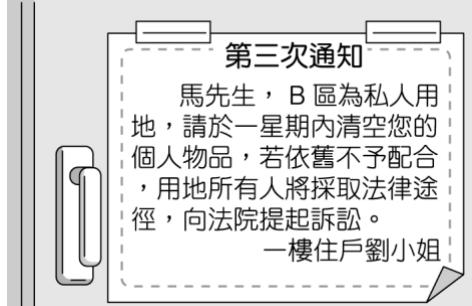 第三次通知
馬先生，B區為私人用
地，請於一星期內清空您的
個人物品，若依舊不予配合
，用地所有人將採取法律途
徑，向法院提起訴訟。
一樓住戶劉小姐